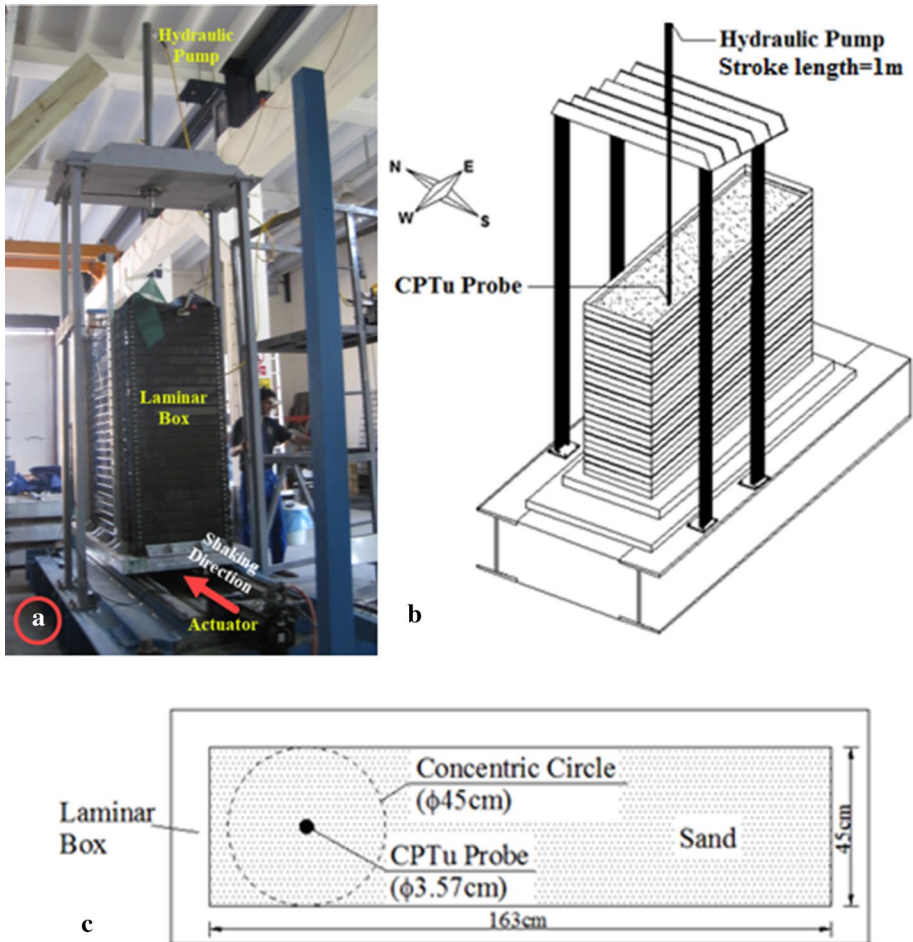 Hydraulic
Pump
Laminar
Box
Shaking
Direction
Actuator
a
Hydraulic Pump
Stroke length=1m
N
E
W
S
CPTu Probe
b
Concentric Circle
(ϕ45cm)
Laminar
Box
CPTu Probe
(ϕ3.57cm)
Sand
45cm
163cm
c